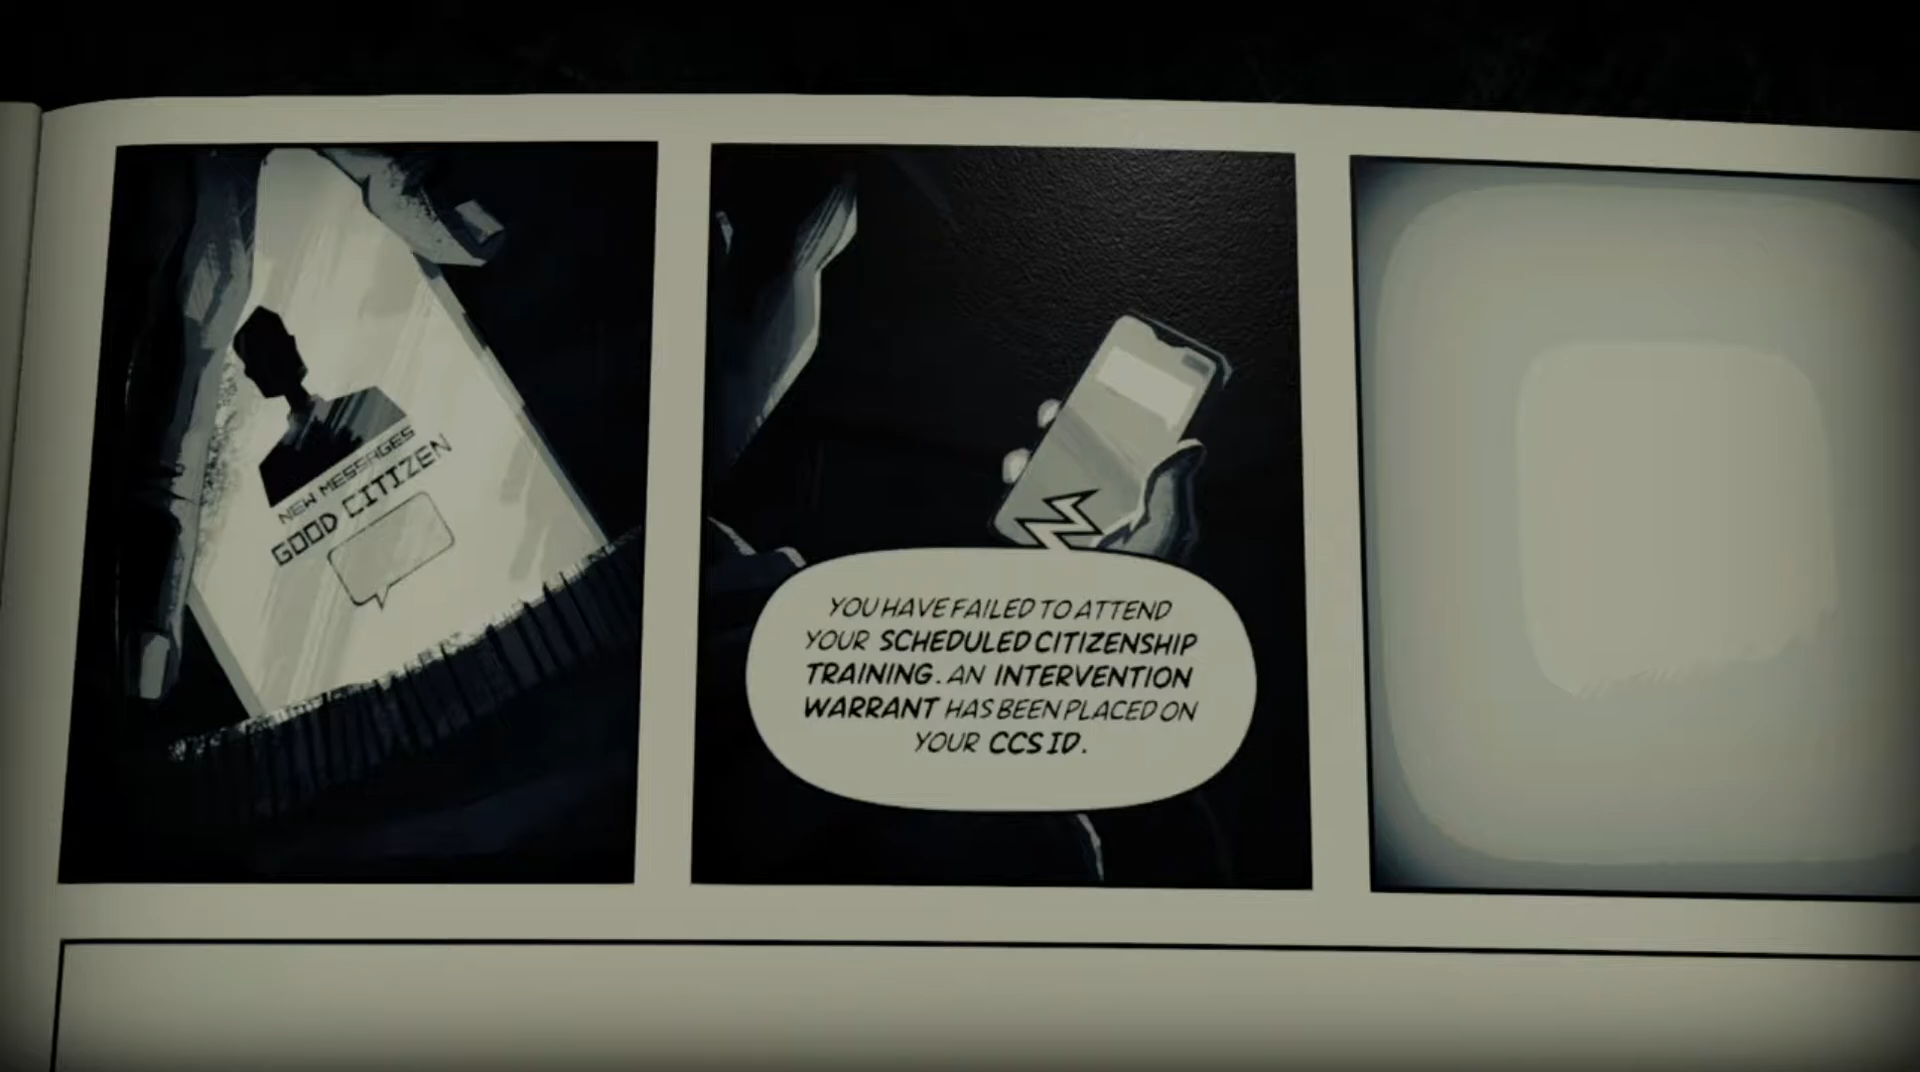 NEW MESSAGES
GOOD CITIZEN
YOU HAVE FAILED TO ATTEND
YOUR SCHEDULED CITIZENSHIP
TRAINING. AN INTERVENTION
WARRANT HAS BEEN PLACED ON
YOUR CCS ID.